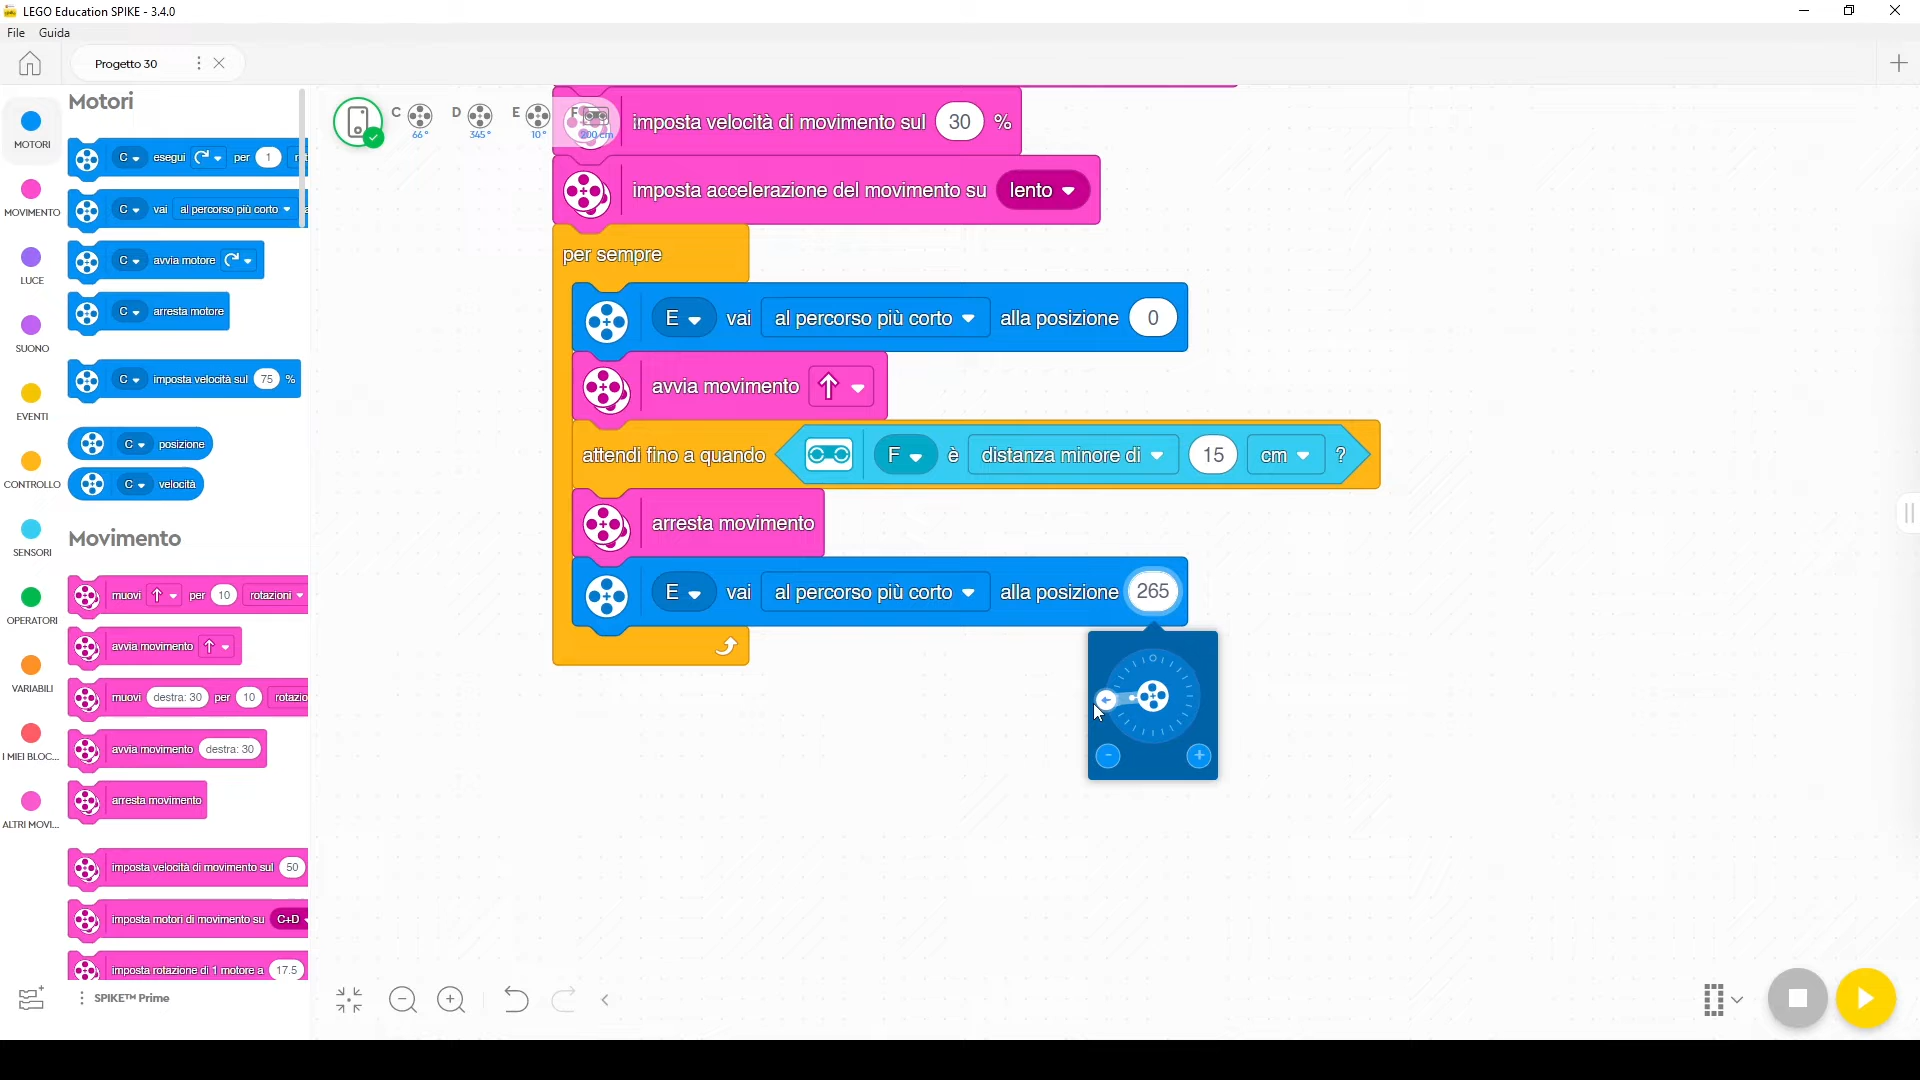 LEGO Education SPIKE - 3.4.0
File Guida
Progetto 30
MOTORI
MOVIMENTO
LUCE
SUONO
EVENTI
CONTROLLO
SENSORI
OPERATORI
VARIABILI
I MIEI BLOC...
ALTRI MOVI...
Motori
C esegui per 1
C vai al percorso più corto
C avvia motore
C arresta motore
C imposta velocità sul 75 %
C posizione
C velocità
Movimento
muovi per 10 rotazioni
avvia movimento
muovi destra: 30 per 10 rotazio
avvia movimento destra: 30
arresta movimento
imposta velocità di movimento sul 50
imposta motori di movimento su C+D
imposta rotazione di 1 motore a 17.5
SPIKE™ Prime
C 66° D 345° E 10° F 200 cm
imposta velocità di movimento sul 30 %
imposta accelerazione del movimento su lento
per sempre
E vai al percorso più corto alla posizione 0
avvia movimento
attendi fino a quando F è distanza minore di 15 cm ?
arresta movimento
E vai al percorso più corto alla posizione 265